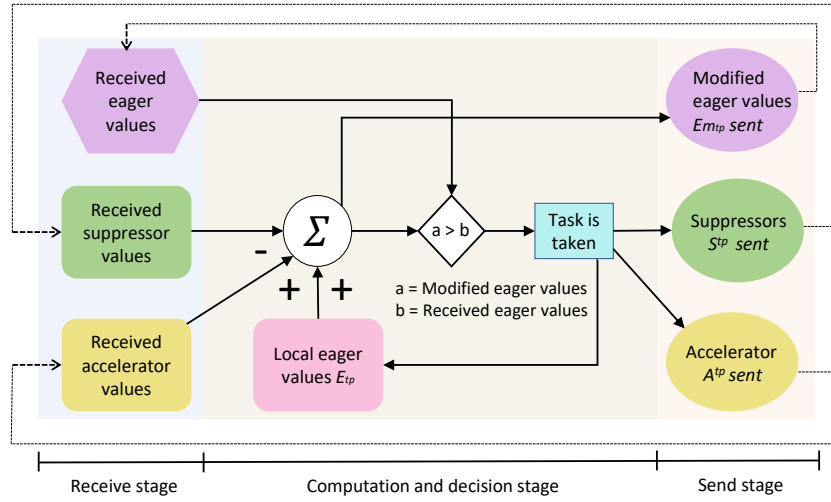 Received
eager
values
Modified
eager values
Emtp sent
Received
suppressor
values
Σ
a > b
Task is
taken
Suppressors
Stp sent
-
+ +
a = Modified eager values
b = Received eager values
Received
accelerator
values
Local eager
values Etp
Accelerator
Atp sent
Receive stage
Computation and decision stage
Send stage